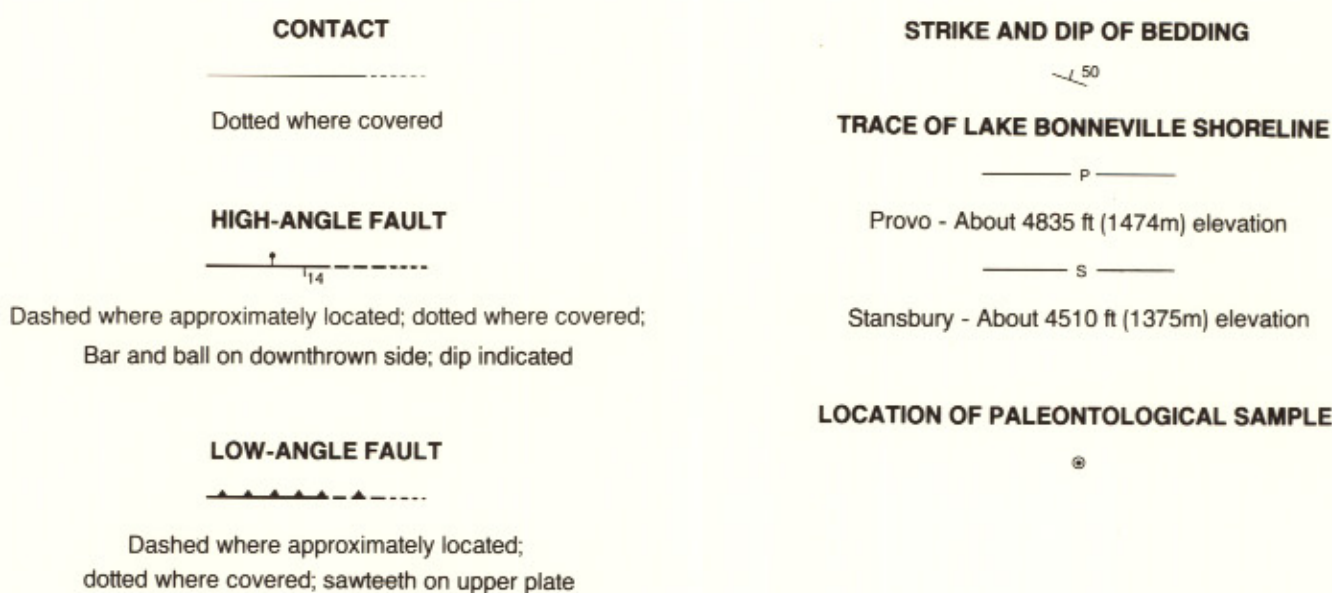 CONTACT
Dotted where covered
HIGH-ANGLE FAULT
14
Dashed where approximately located; dotted where covered;
Bar and ball on downthrown side; dip indicated
LOW-ANGLE FAULT
Dashed where approximately located;
dotted where covered; sawteeth on upper plate
STRIKE AND DIP OF BEDDING
50
TRACE OF LAKE BONNEVILLE SHORELINE
P
Provo - About 4835 ft (1474m) elevation
S
Stansbury - About 4510 ft (1375m) elevation
LOCATION OF PALEONTOLOGICAL SAMPLE